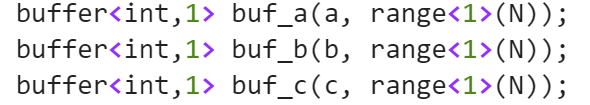 buffer<int,1> buf_a(a, range<1>(N));
buffer<int,1> buf_b(b, range<1>(N));
buffer<int,1> buf_c(c, range<1>(N));